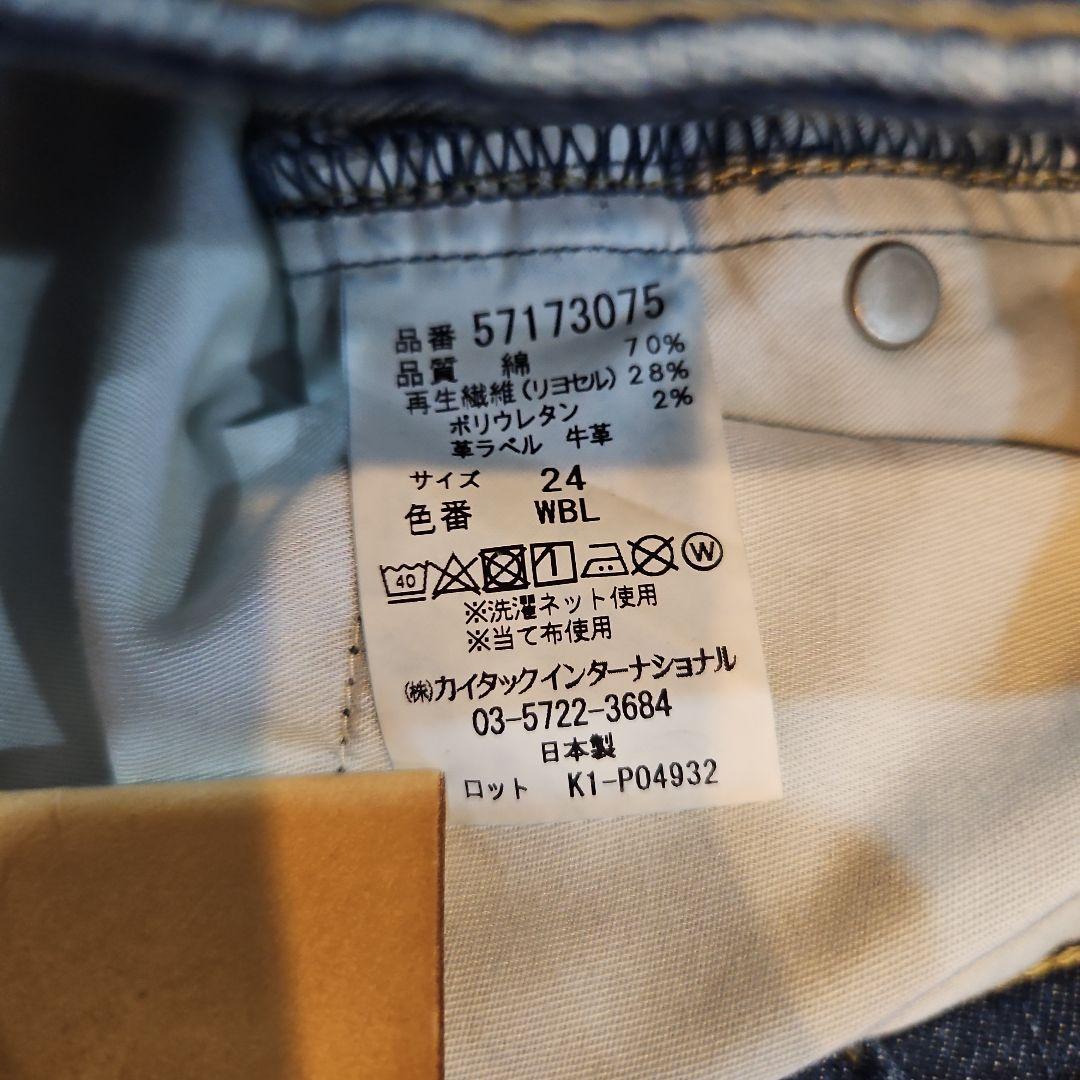 品番 57173075
品質 綿 70%
再生繊維(リヨセル) 28%
ポリウレタン 2%
革ラベル 牛革
サイズ 24
色番 WBL
40 W
※洗濯ネット使用
※当て布使用
㈱カイタックインターナショナル
03-5722-3684
日本製
ロット K1-P04932